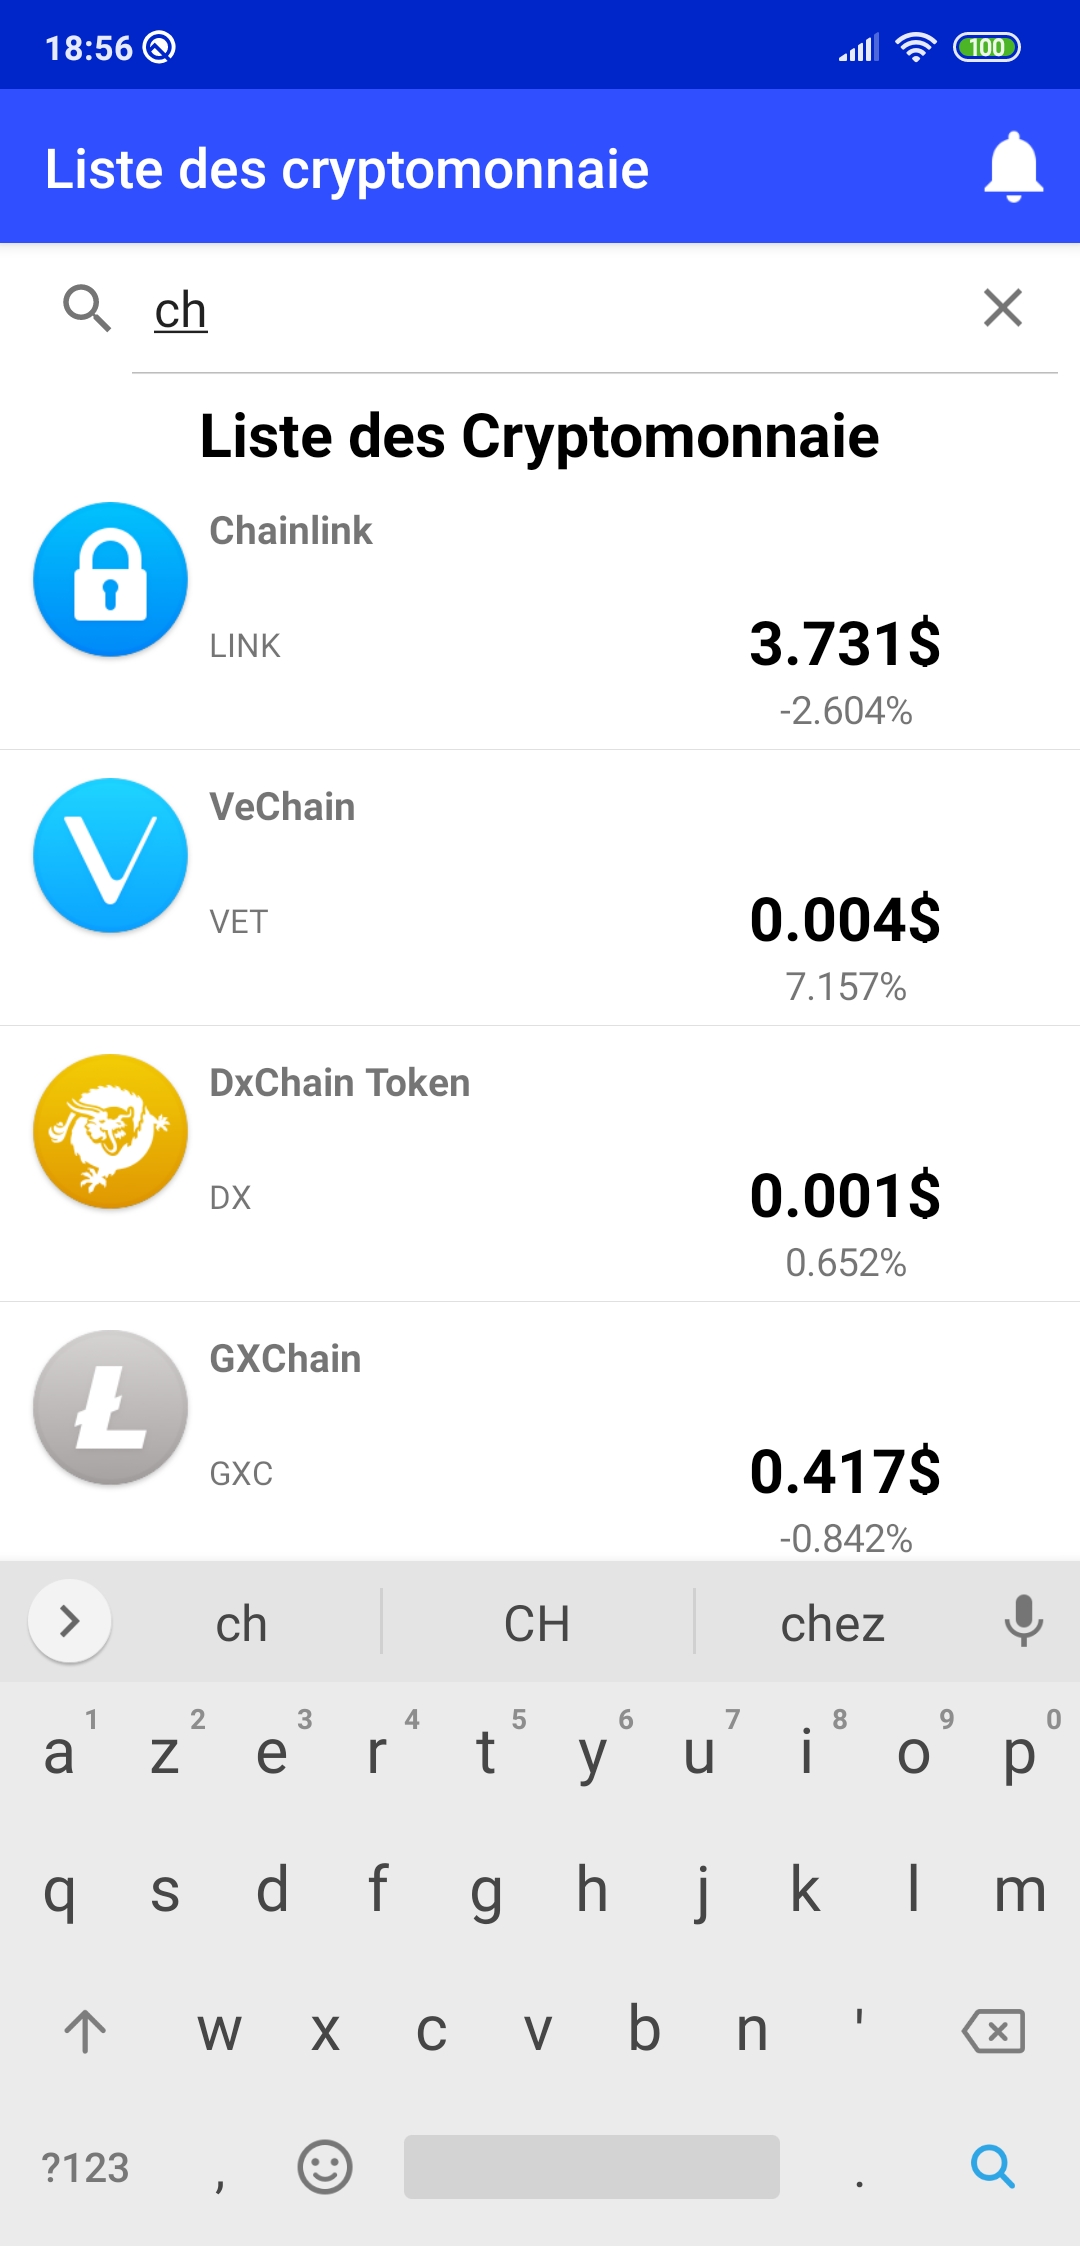 18:56
100
Liste des cryptomonnaie
ch
Liste des Cryptomonnaie
Chainlink
LINK
3.731$
-2.604%
VeChain
VET
0.004$
7.157%
DxChain Token
DX
0.001$
0.652%
GXChain
GXC
0.417$
-0.842%
ch CH chez
1 2 3 4 5 6 7 8 9 0
a z e r t y u i o p
q s d f g h j k l m
w x c v b n '
?123 , .